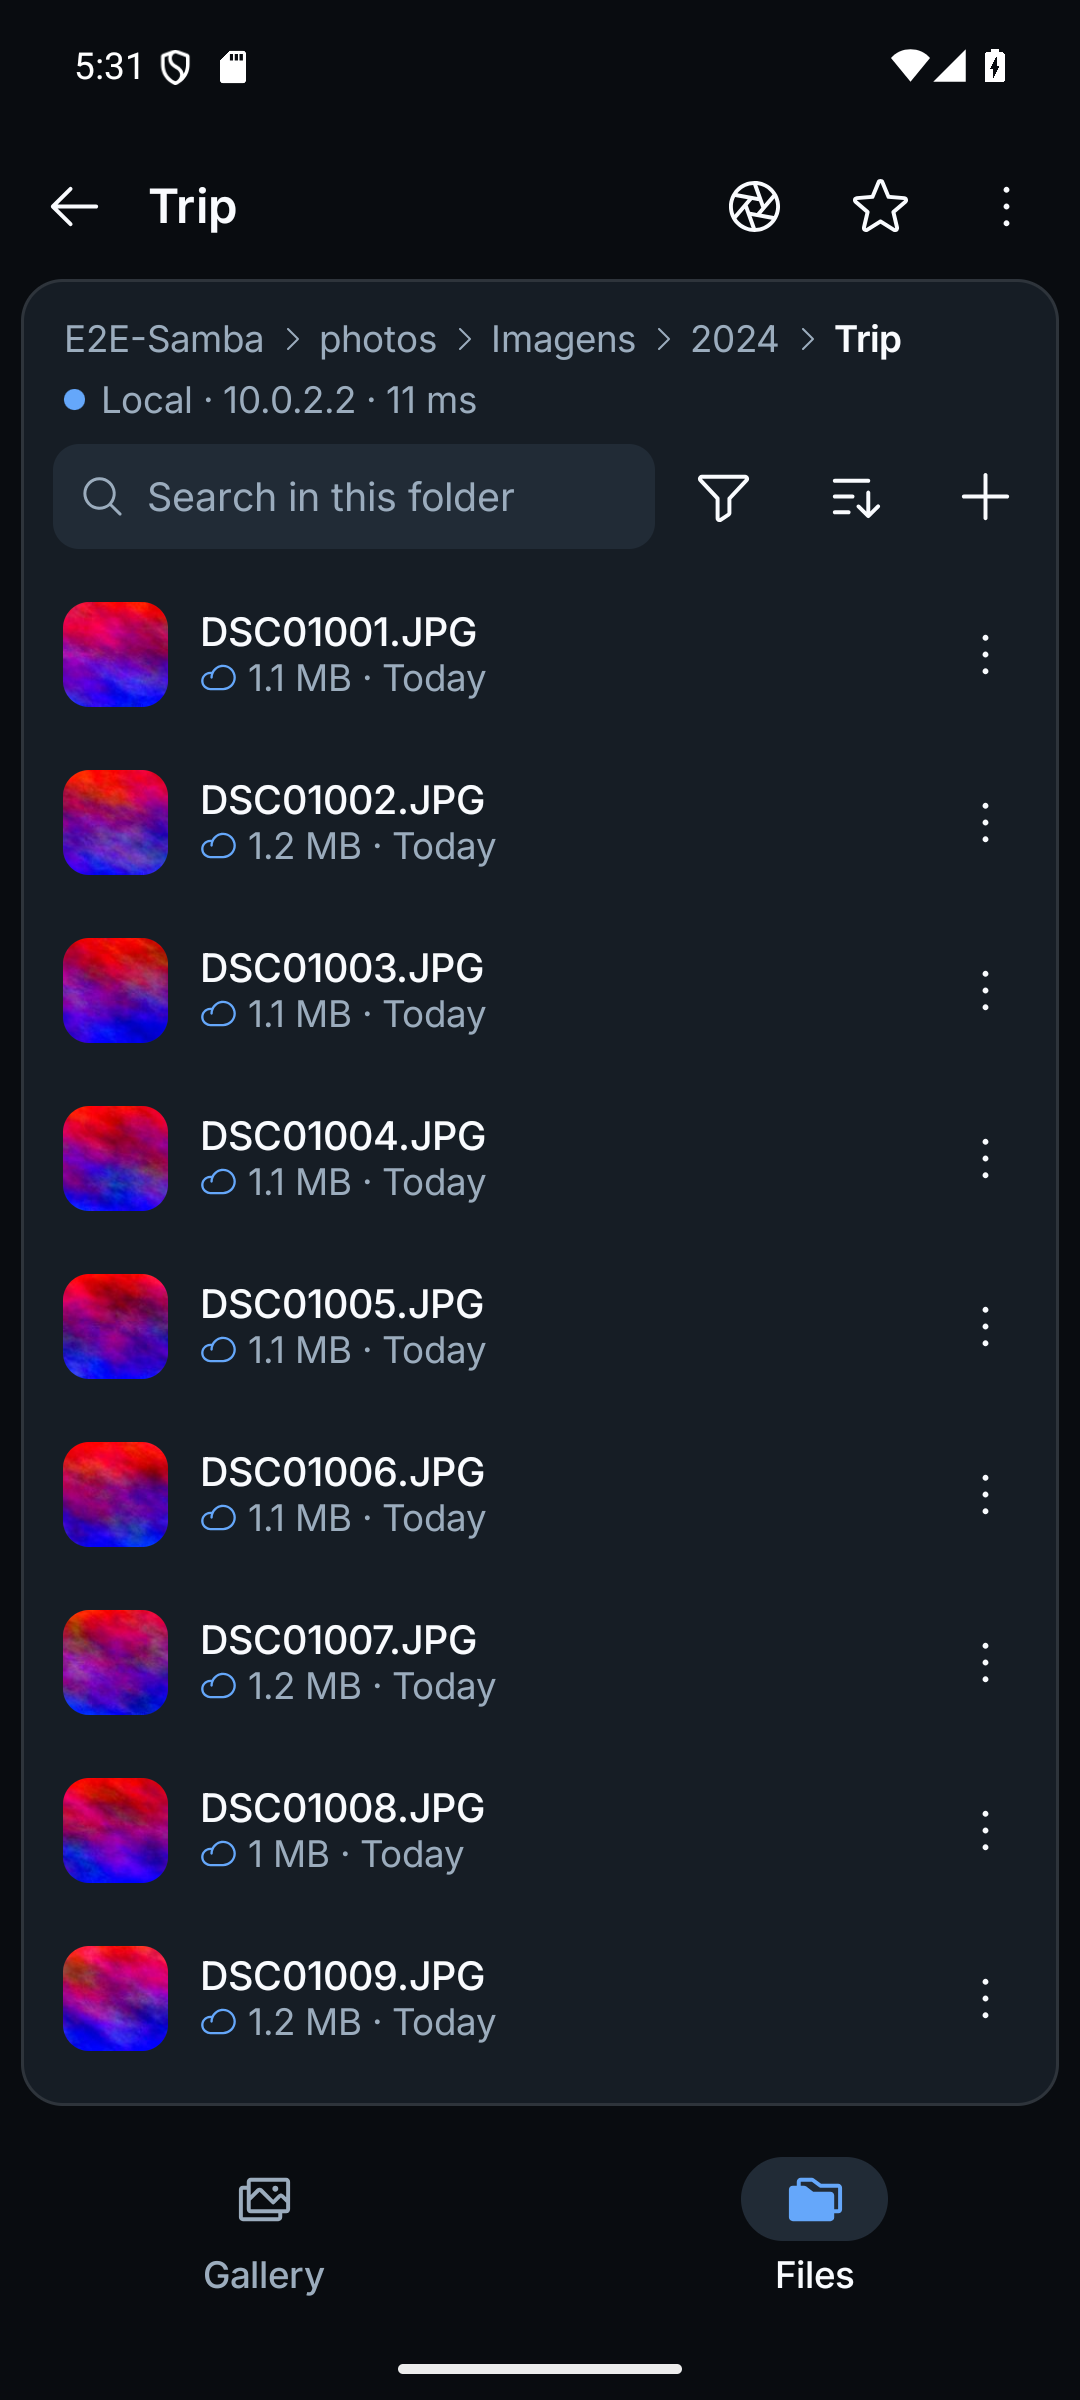 5:31
Trip
E2E-Samba > photos > Imagens > 2024 > Trip
Local · 10.0.2.2 · 11 ms
Search in this folder
DSC01001.JPG
1.1 MB · Today
DSC01002.JPG
1.2 MB · Today
DSC01003.JPG
1.1 MB · Today
DSC01004.JPG
1.1 MB · Today
DSC01005.JPG
1.1 MB · Today
DSC01006.JPG
1.1 MB · Today
DSC01007.JPG
1.2 MB · Today
DSC01008.JPG
1 MB · Today
DSC01009.JPG
1.2 MB · Today
Gallery
Files